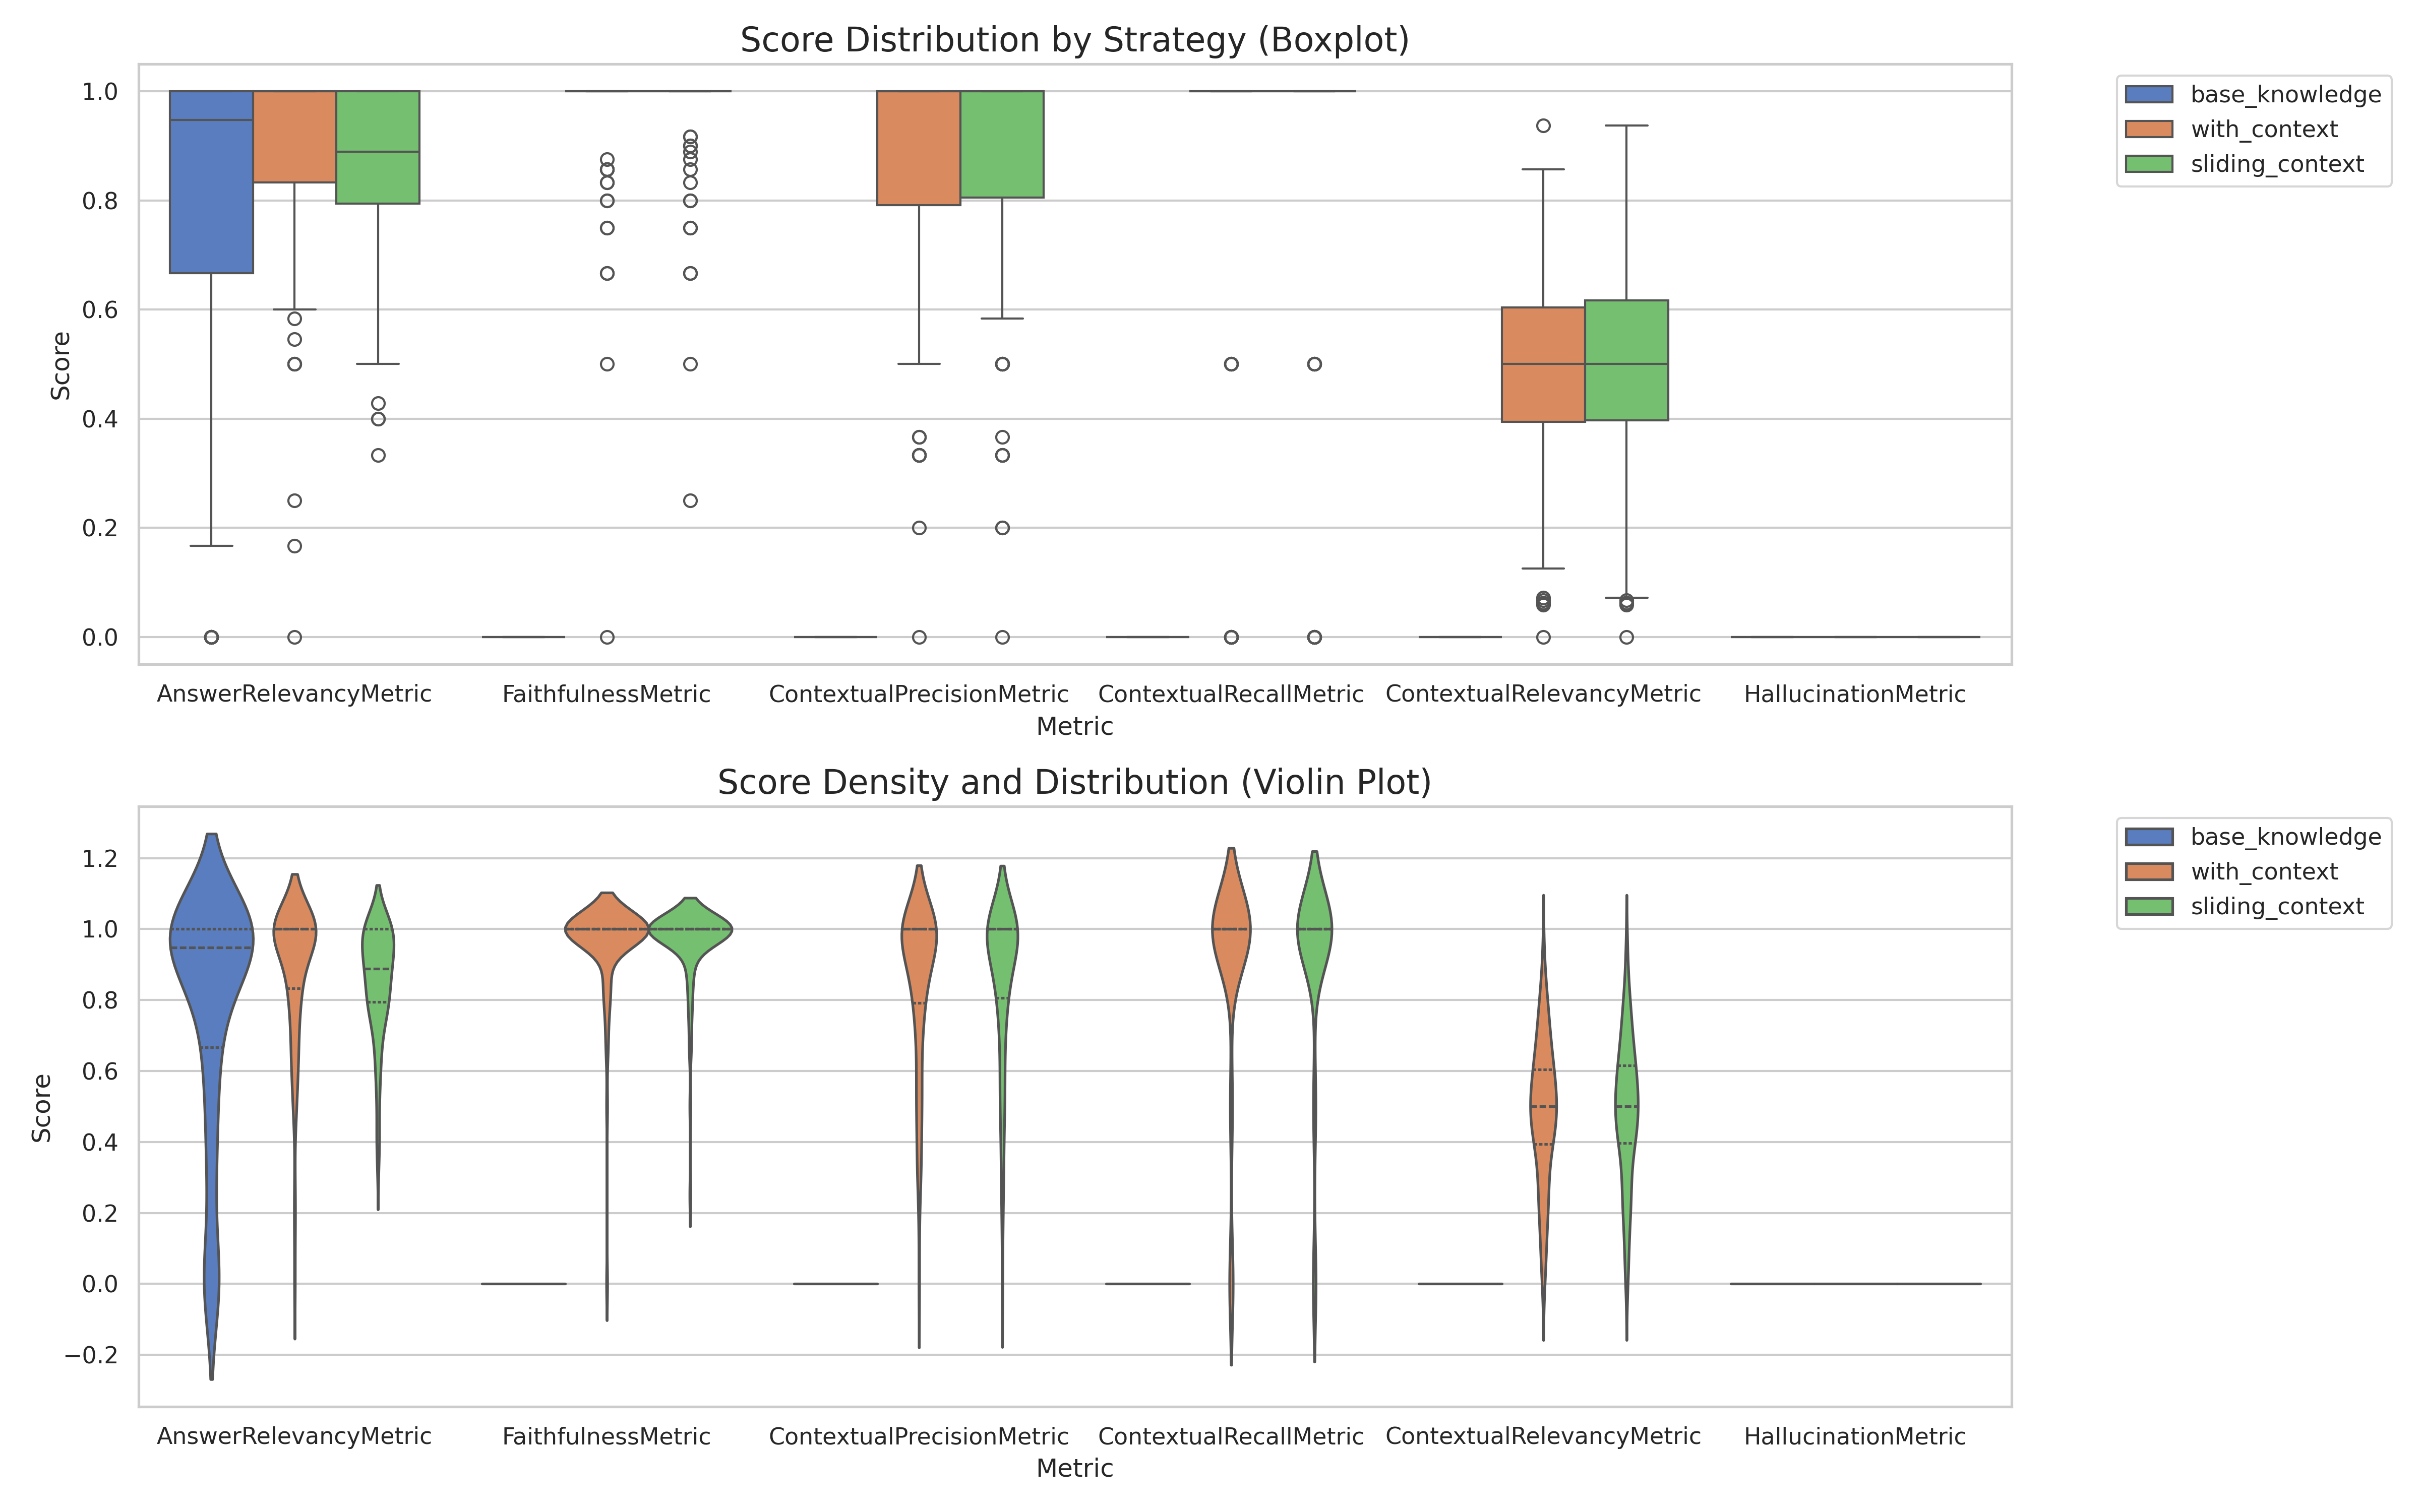 Score Distribution by Strategy (Boxplot)
1.0
0.8
0.6
0.4
0.2
0.0
Score
AnswerRelevancyMetric FaithfulnessMetric ContextualPrecisionMetric ContextualRecallMetric ContextualRelevancyMetric HallucinationMetric
Metric
base_knowledge
with_context
sliding_context
Score Density and Distribution (Violin Plot)
1.2
1.0
0.8
0.6
0.4
0.2
0.0
−0.2
Score
AnswerRelevancyMetric FaithfulnessMetric ContextualPrecisionMetric ContextualRecallMetric ContextualRelevancyMetric HallucinationMetric
Metric
base_knowledge
with_context
sliding_context